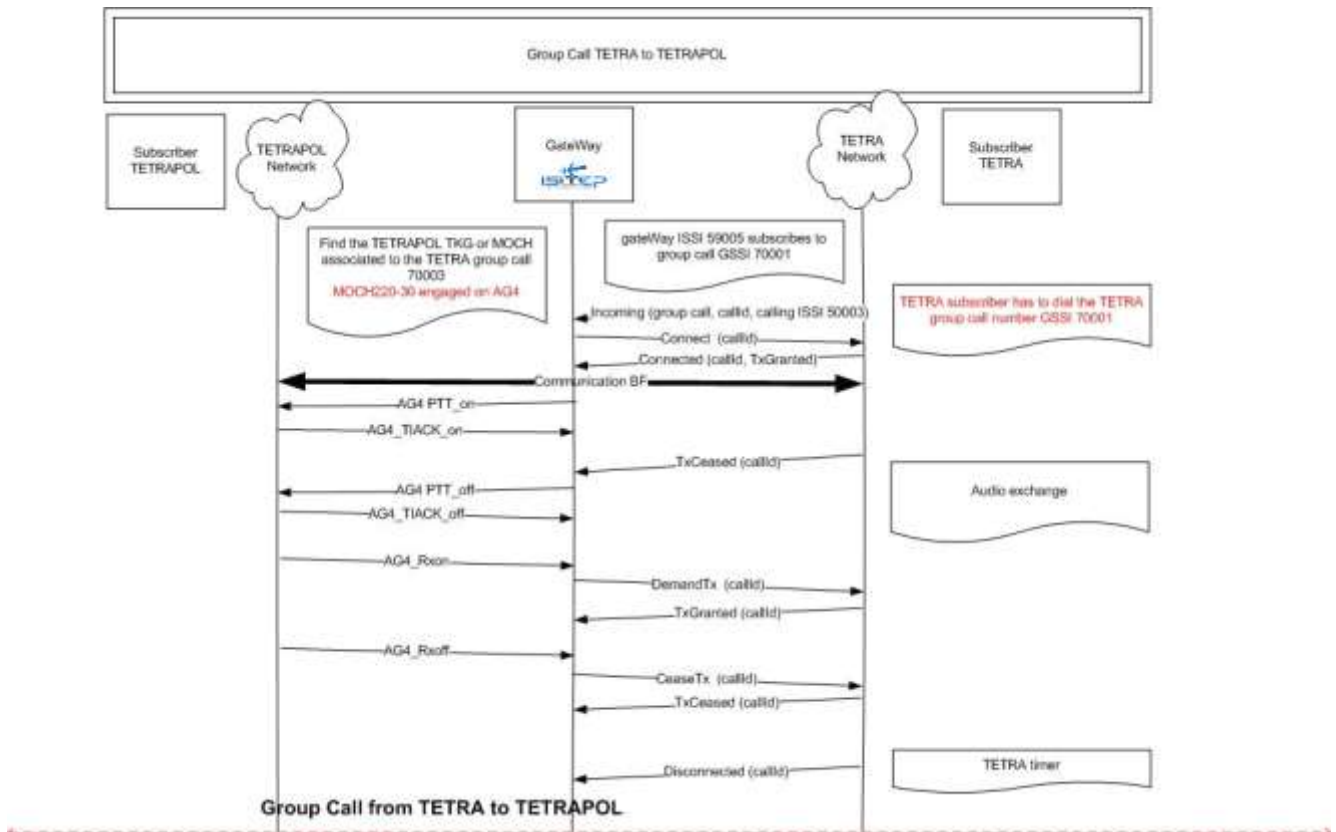 Group Call TETRA to TETRAPOL
Subscriber
TETRAPOL
TETRAPOL
Network
GateWay
ISITEP
TETRA
Network
Subscriber
TETRA
Find the TETRAPOL TKG or MOCH
associated to the TETRA group call
70003
MOCH220-30 engaged on AG4
gateWay ISSI 59005 subscribes to
group call GSSI 70001
TETRA subscriber has to dial the TETRA
group call number GSSI 70001
Incoming (group call, callid, calling ISSI 50003)
Connect (callid)
Connected (callid, TxGranted)
Communication BF
AG4 PTT_on
AG4_TIACK_on
TxCeased (callid)
Audio exchange
AG4 PTT_off
AG4_TIACK_off
AG4_Rxon
DemandTx (callid)
TxGranted (callid)
AG4_Rxoff
CeaseTx (callid)
TxCeased (callid)
TETRA timer
Disconnected (callid)
Group Call from TETRA to TETRAPOL